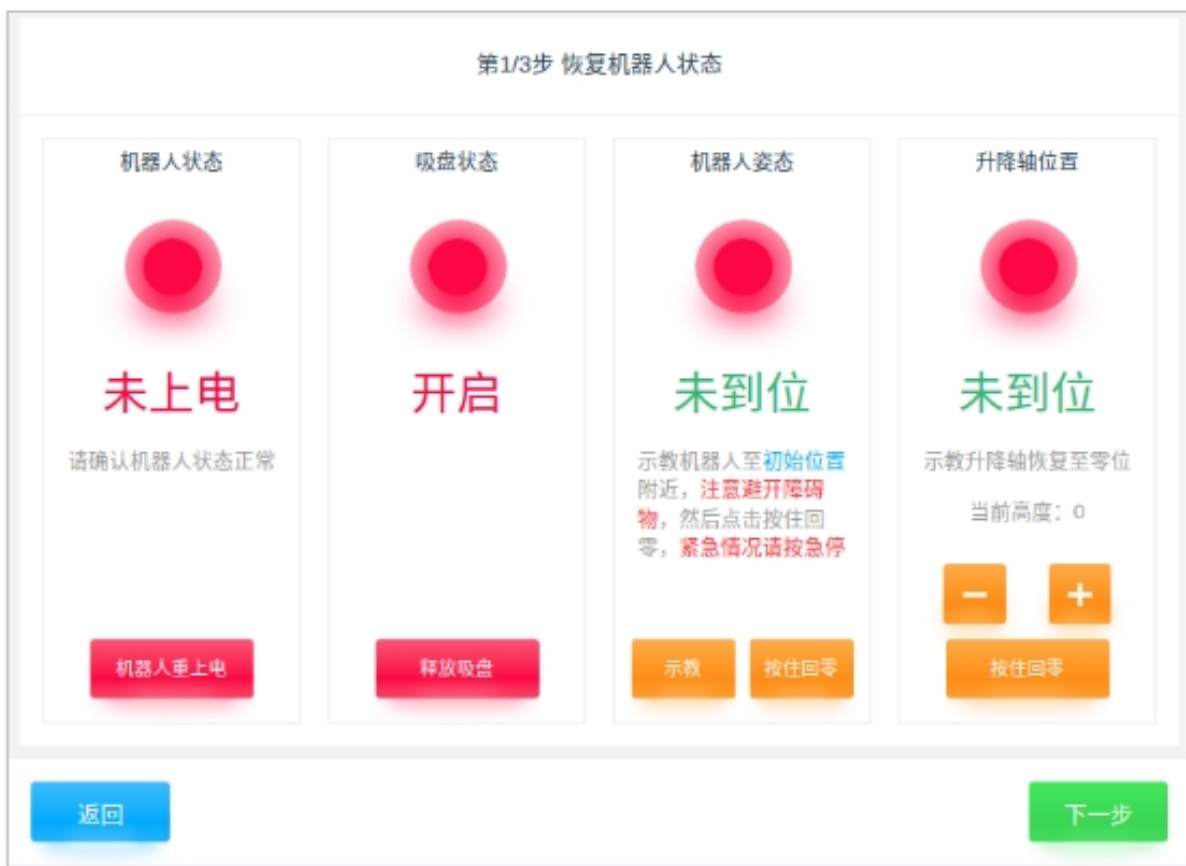 第1/3步 恢复机器人状态
机器人状态
未上电
请确认机器人状态正常
机器人重上电
吸盘状态
开启
释放吸盘
机器人姿态
未到位
示教机器人至初始位置
附近，注意避开障碍
物，然后点击按住回
零，紧急情况请按急停
示教 按住回零
升降轴位置
未到位
示教升降轴恢复至零位
当前高度：0
− +
按住回零
返回
下一步